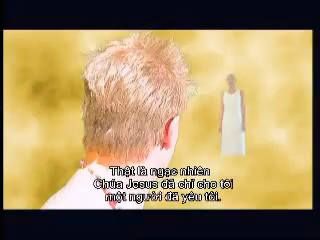 Thật là ngạc nhiên
Chúa Jesus đã chỉ cho tôi
một người đã yêu tôi.